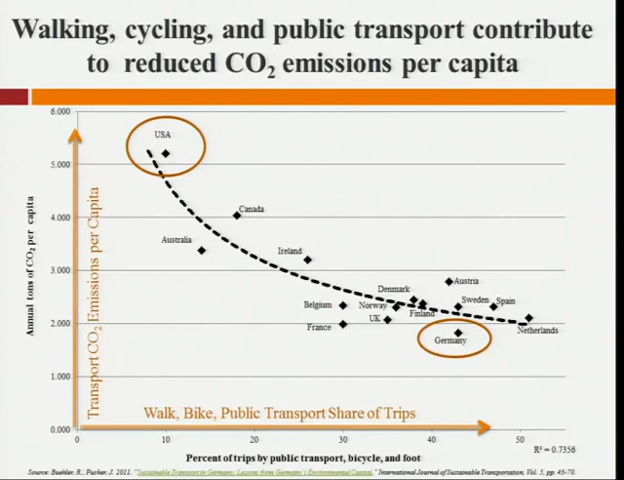 Walking, cycling, and public transport contribute
to reduced CO₂ emissions per capita
6.000
5.000
4.000
3.000
2.000
1.000
0.000
Annual tons of CO₂ per capita
Transport CO₂ Emissions per Capita
USA
Canada
Australia
Ireland
Austria
Denmark
Belgium
Norway
Finland
Sweden
Spain
UK
France
Netherlands
Germany
Walk, Bike, Public Transport Share of Trips
0
10
20
30
40
50
Percent of trips by public transport, bicycle, and foot
R² = 0.7356
Source: Buehler, R., Pucher, J. 2011. "Sustainable Transport in Germany: Lessons from Germany's Environmental Capital," International Journal of Sustainable Transportation, Vol. 5, pp. 43-70.